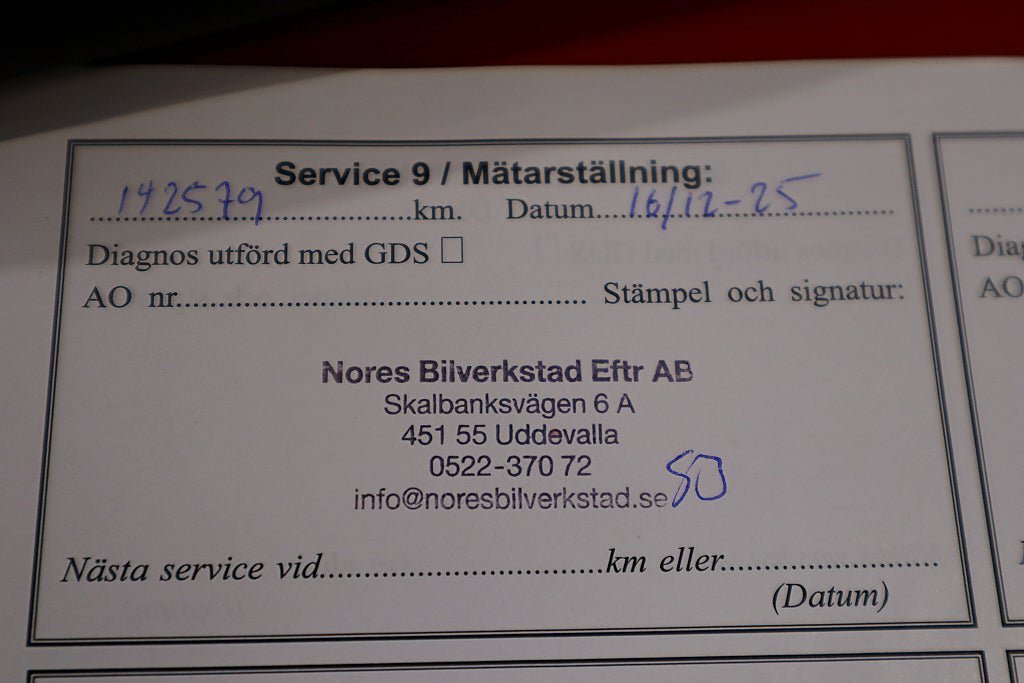 Service 9 / Mätarställning:
142579 km. Datum 16/12-25
Diagnos utförd med GDS ☐
AO nr. Stämpel och signatur:
Nores Bilverkstad Eftr AB
Skalbanksvägen 6 A
451 55 Uddevalla
0522-370 72
info@noresbilverkstad.se SO
Nästa service vid km eller
(Datum)
Diag
AO